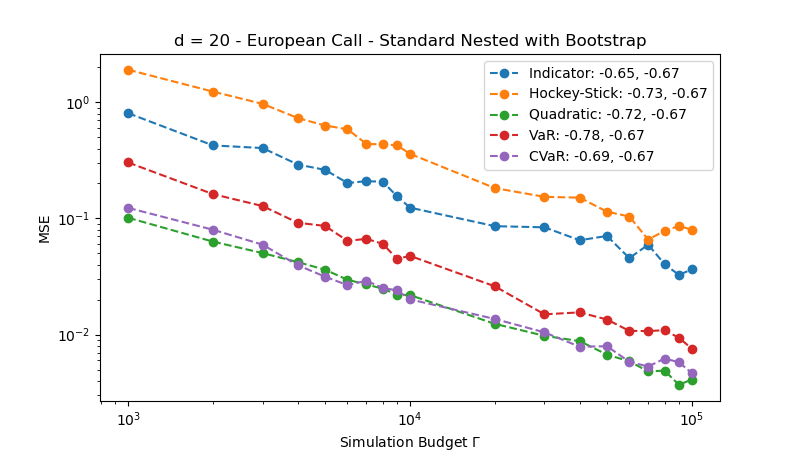 d = 20 - European Call - Standard Nested with Bootstrap
Indicator: -0.65, -0.67
Hockey-Stick: -0.73, -0.67
Quadratic: -0.72, -0.67
VaR: -0.78, -0.67
CVaR: -0.69, -0.67
MSE
10⁰
10⁻¹
10⁻²
10³
10⁴
10⁵
Simulation Budget Γ